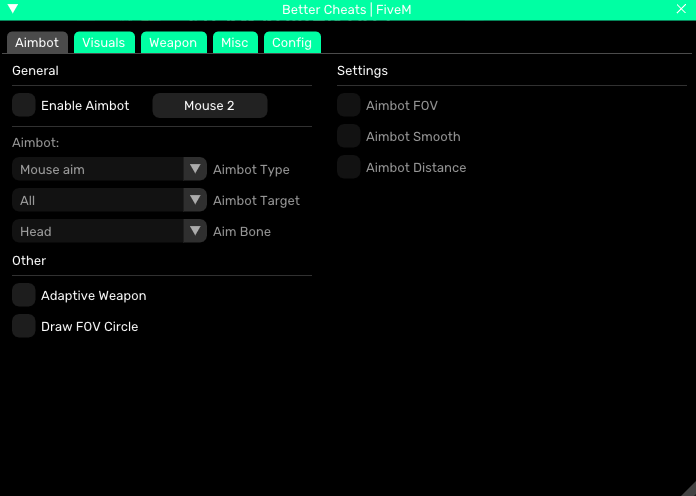 Better Cheats | FiveM
Aimbot Visuals Weapon Misc Config
General
Enable Aimbot Mouse 2
Aimbot:
Mouse aim Aimbot Type
All Aimbot Target
Head Aim Bone
Other
Adaptive Weapon
Draw FOV Circle
Settings
Aimbot FOV
Aimbot Smooth
Aimbot Distance